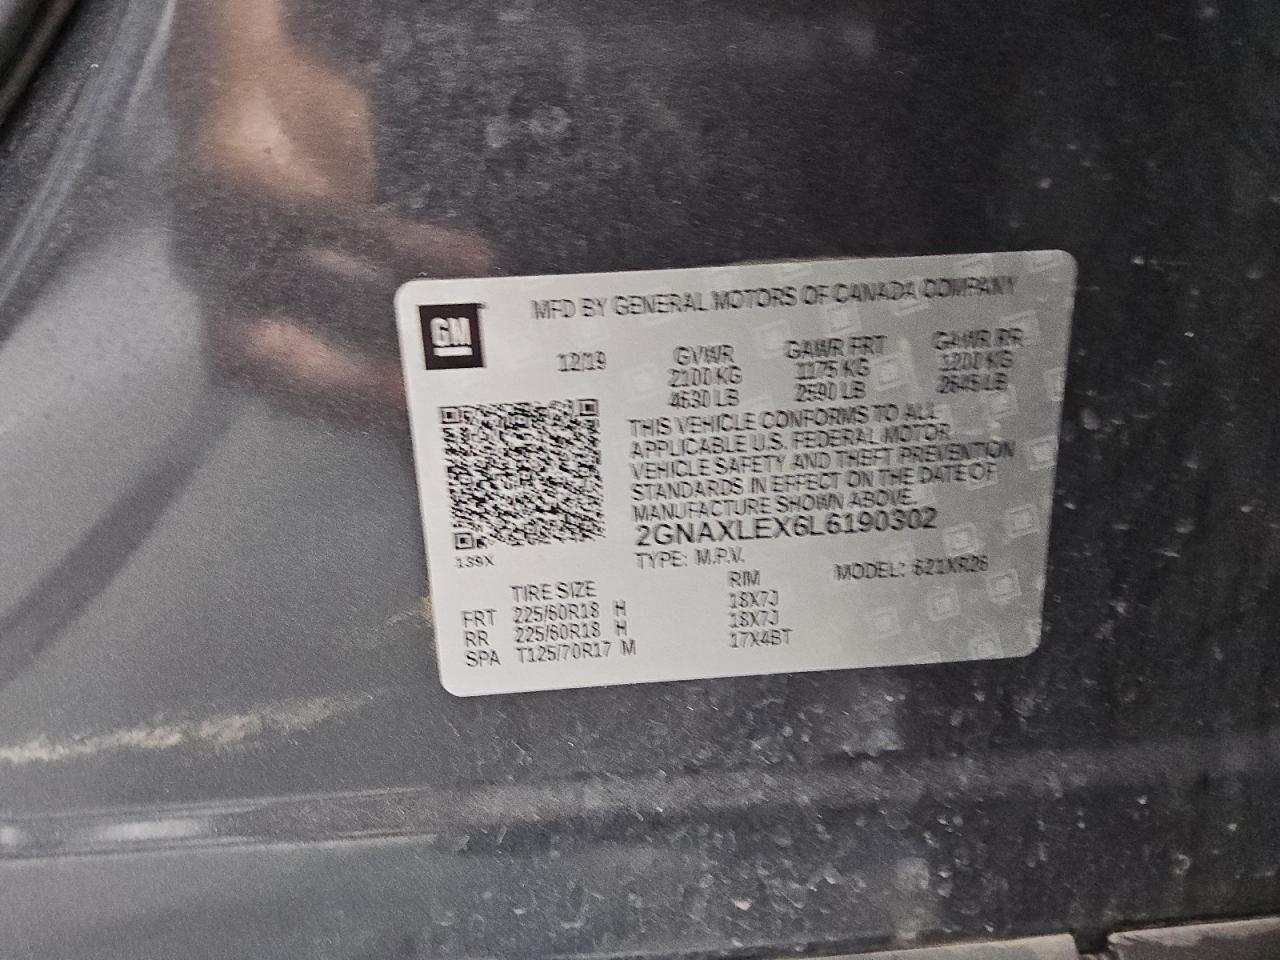 GM
MFD BY GENERAL MOTORS OF CANADA COMPANY
12/19 GVWR GAWR FRT GAWR RR
2100 KG 1175 KG 1200 KG
4630 LB 2590 LB 2645 LB
THIS VEHICLE CONFORMS TO ALL
APPLICABLE U.S. FEDERAL MOTOR
VEHICLE SAFETY AND THEFT PREVENTION
STANDARDS IN EFFECT ON THE DATE OF
MANUFACTURE SHOWN ABOVE.
2GNAXLEX6L6190302
139X
TYPE: M.P.V. MODEL: 621XR26
TIRE SIZE RIM
FRT 225/60R18 H 18X7J
RR 225/60R18 H 18X7J
SPA T125/70R17 M 17X4BT